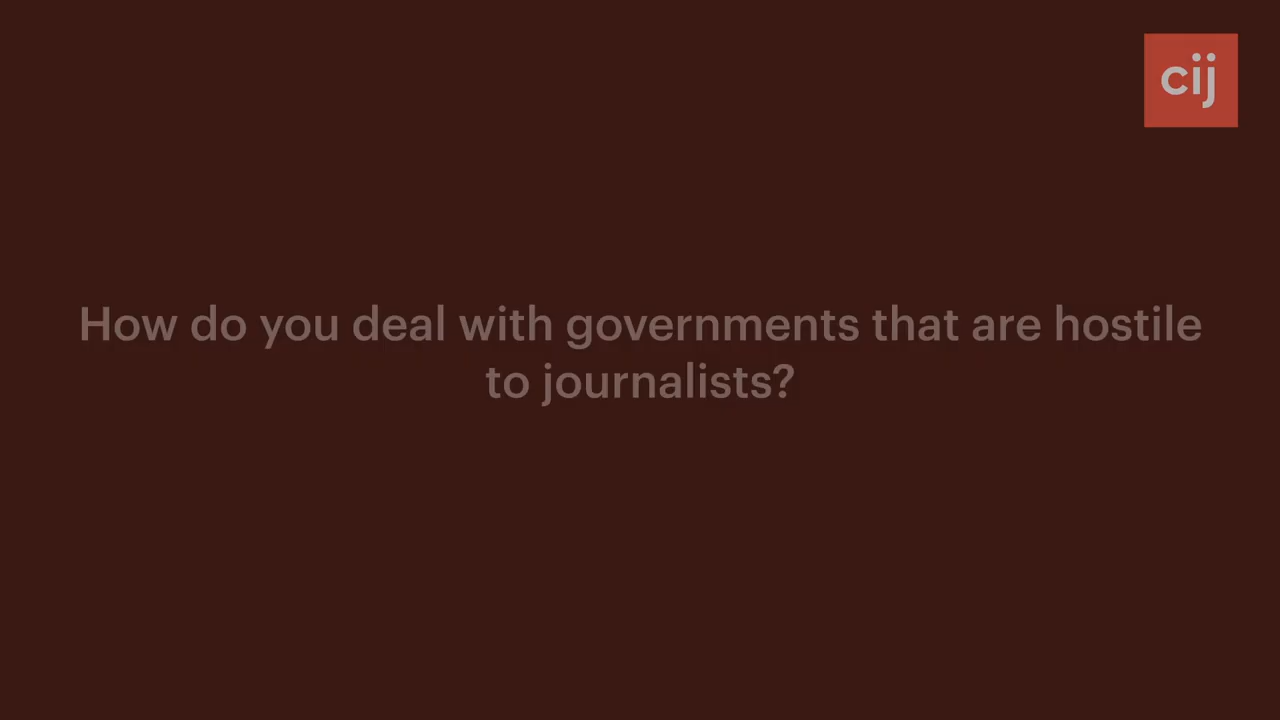 cij
How do you deal with governments that are hostile
to journalists?